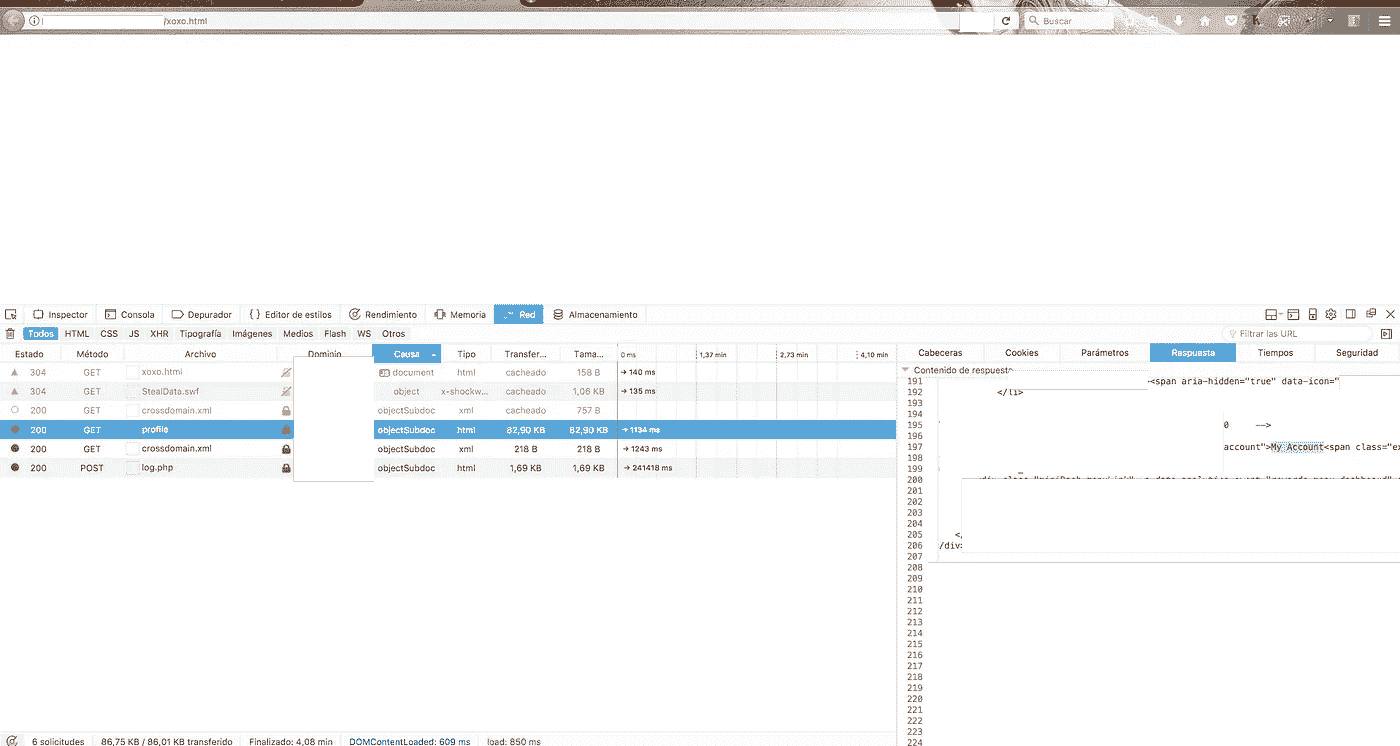 /xoxo.html
Buscar
Inspector Consola Depurador Editor de estilos Rendimiento Memoria Red Almacenamiento
Todos HTML CSS JS XHR Tipografía Imágenes Medios Flash WS Otros Filtrar las URL
Estado Método Archivo Dominio Causa Tipo Transfer... Tama... 0 ms 1,37 min 2,73 min 4,10 min
304 GET xoxo.html document html cacheado 158 B → 140 ms
304 GET StealData.swf object x-shockw... cacheado 1,06 KB → 135 ms
200 GET crossdomain.xml objectSubdoc xml cacheado 757 B
200 GET profile objectSubdoc html 82,90 KB 82,90 KB → 1134 ms
200 GET crossdomain.xml objectSubdoc xml 218 B 218 B → 1243 ms
200 POST log.php objectSubdoc html 1,69 KB 1,69 KB → 241418 ms
Cabeceras Cookies Parámetros Respuesta Tiempos Seguridad
Contenido de respuesta
191 <span aria-hidden="true" data-icon="
192 </li>
193
194
195 0 -->
196
197 account">My Account<span class="ex
198
199
200
201
202
203
204
205 </
206 /div>
207
208
209
210
211
212
213
214
215
216
217
218
219
220
221
222
223
224
6 solicitudes 86,75 KB / 86,01 KB transferido Finalizado: 4,08 min DOMContentLoaded: 609 ms load: 850 ms